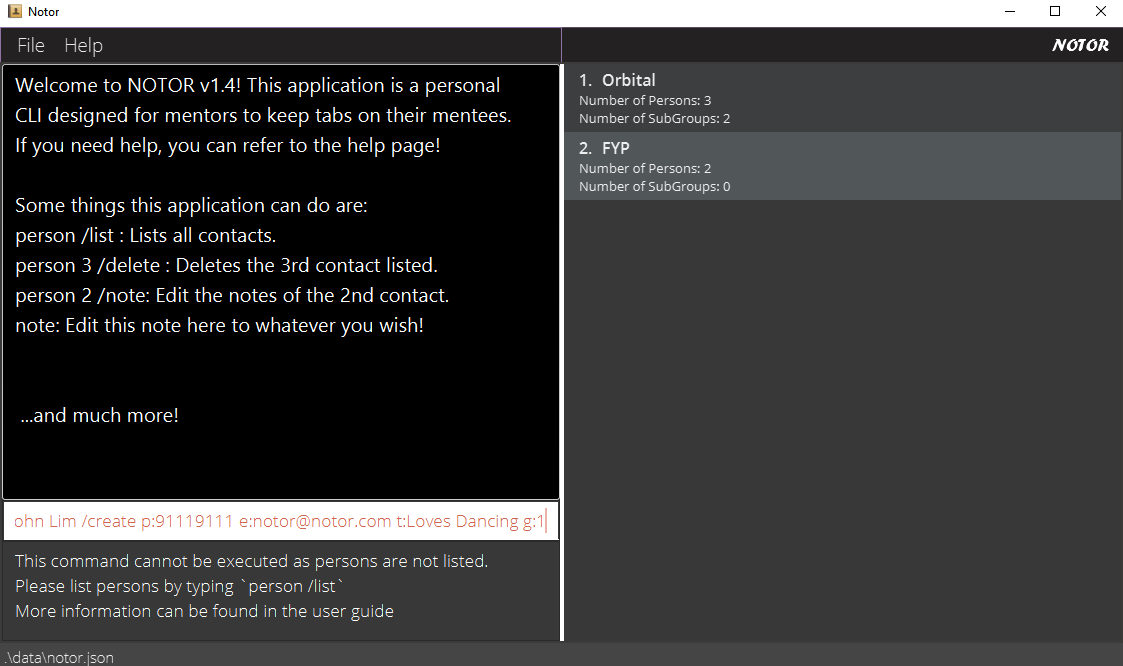 Notor
File Help
NOTOR
Welcome to NOTOR v1.4! This application is a personal
CLI designed for mentors to keep tabs on their mentees.
If you need help, you can refer to the help page!
Some things this application can do are:
person /list : Lists all contacts.
person 3 /delete : Deletes the 3rd contact listed.
person 2 /note: Edit the notes of the 2nd contact.
note: Edit this note here to whatever you wish!
...and much more!
ohn Lim /create p:91119111 e:notor@notor.com t:Loves Dancing g:1
This command cannot be executed as persons are not listed.
Please list persons by typing `person /list`
More information can be found in the user guide
1. Orbital
Number of Persons: 3
Number of SubGroups: 2
2. FYP
Number of Persons: 2
Number of SubGroups: 0
.\data\notor.json